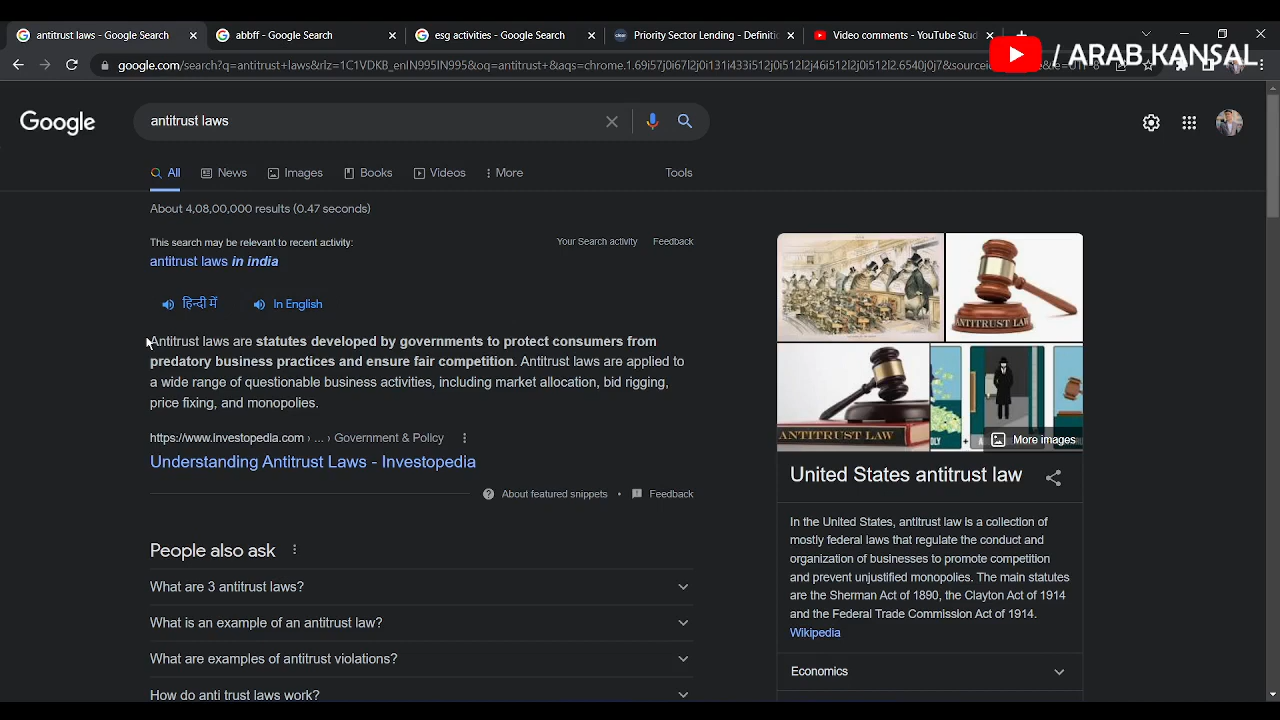 antitrust laws - Google Search
abbff - Google Search
esg activities - Google Search
Priority Sector Lending - Definitic
Video comments - YouTube Stud
/ ARAB KANSAL
Google
antitrust laws
All
News
Images
Books
Videos
More
Tools
About 4,08,00,000 results (0.47 seconds)
This search may be relevant to recent activity:
Your Search activity
Feedback
antitrust laws in india
हिन्दी में
In English
Antitrust laws are statutes developed by governments to protect consumers from
predatory business practices and ensure fair competition. Antitrust laws are applied to
a wide range of questionable business activities, including market allocation, bid rigging,
price fixing, and monopolies.
https://www.investopedia.com › ... › Government & Policy
Understanding Antitrust Laws - Investopedia
About featured snippets
•
Feedback
People also ask
What are 3 antitrust laws?
What is an example of an antitrust law?
What are examples of antitrust violations?
How do anti trust laws work?
ANTITRUST LAW
ANTITRUST LAW
More images
United States antitrust law
In the United States, antitrust law is a collection of
mostly federal laws that regulate the conduct and
organization of businesses to promote competition
and prevent unjustified monopolies. The main statutes
are the Sherman Act of 1890, the Clayton Act of 1914
and the Federal Trade Commission Act of 1914.
Wikipedia
Economics